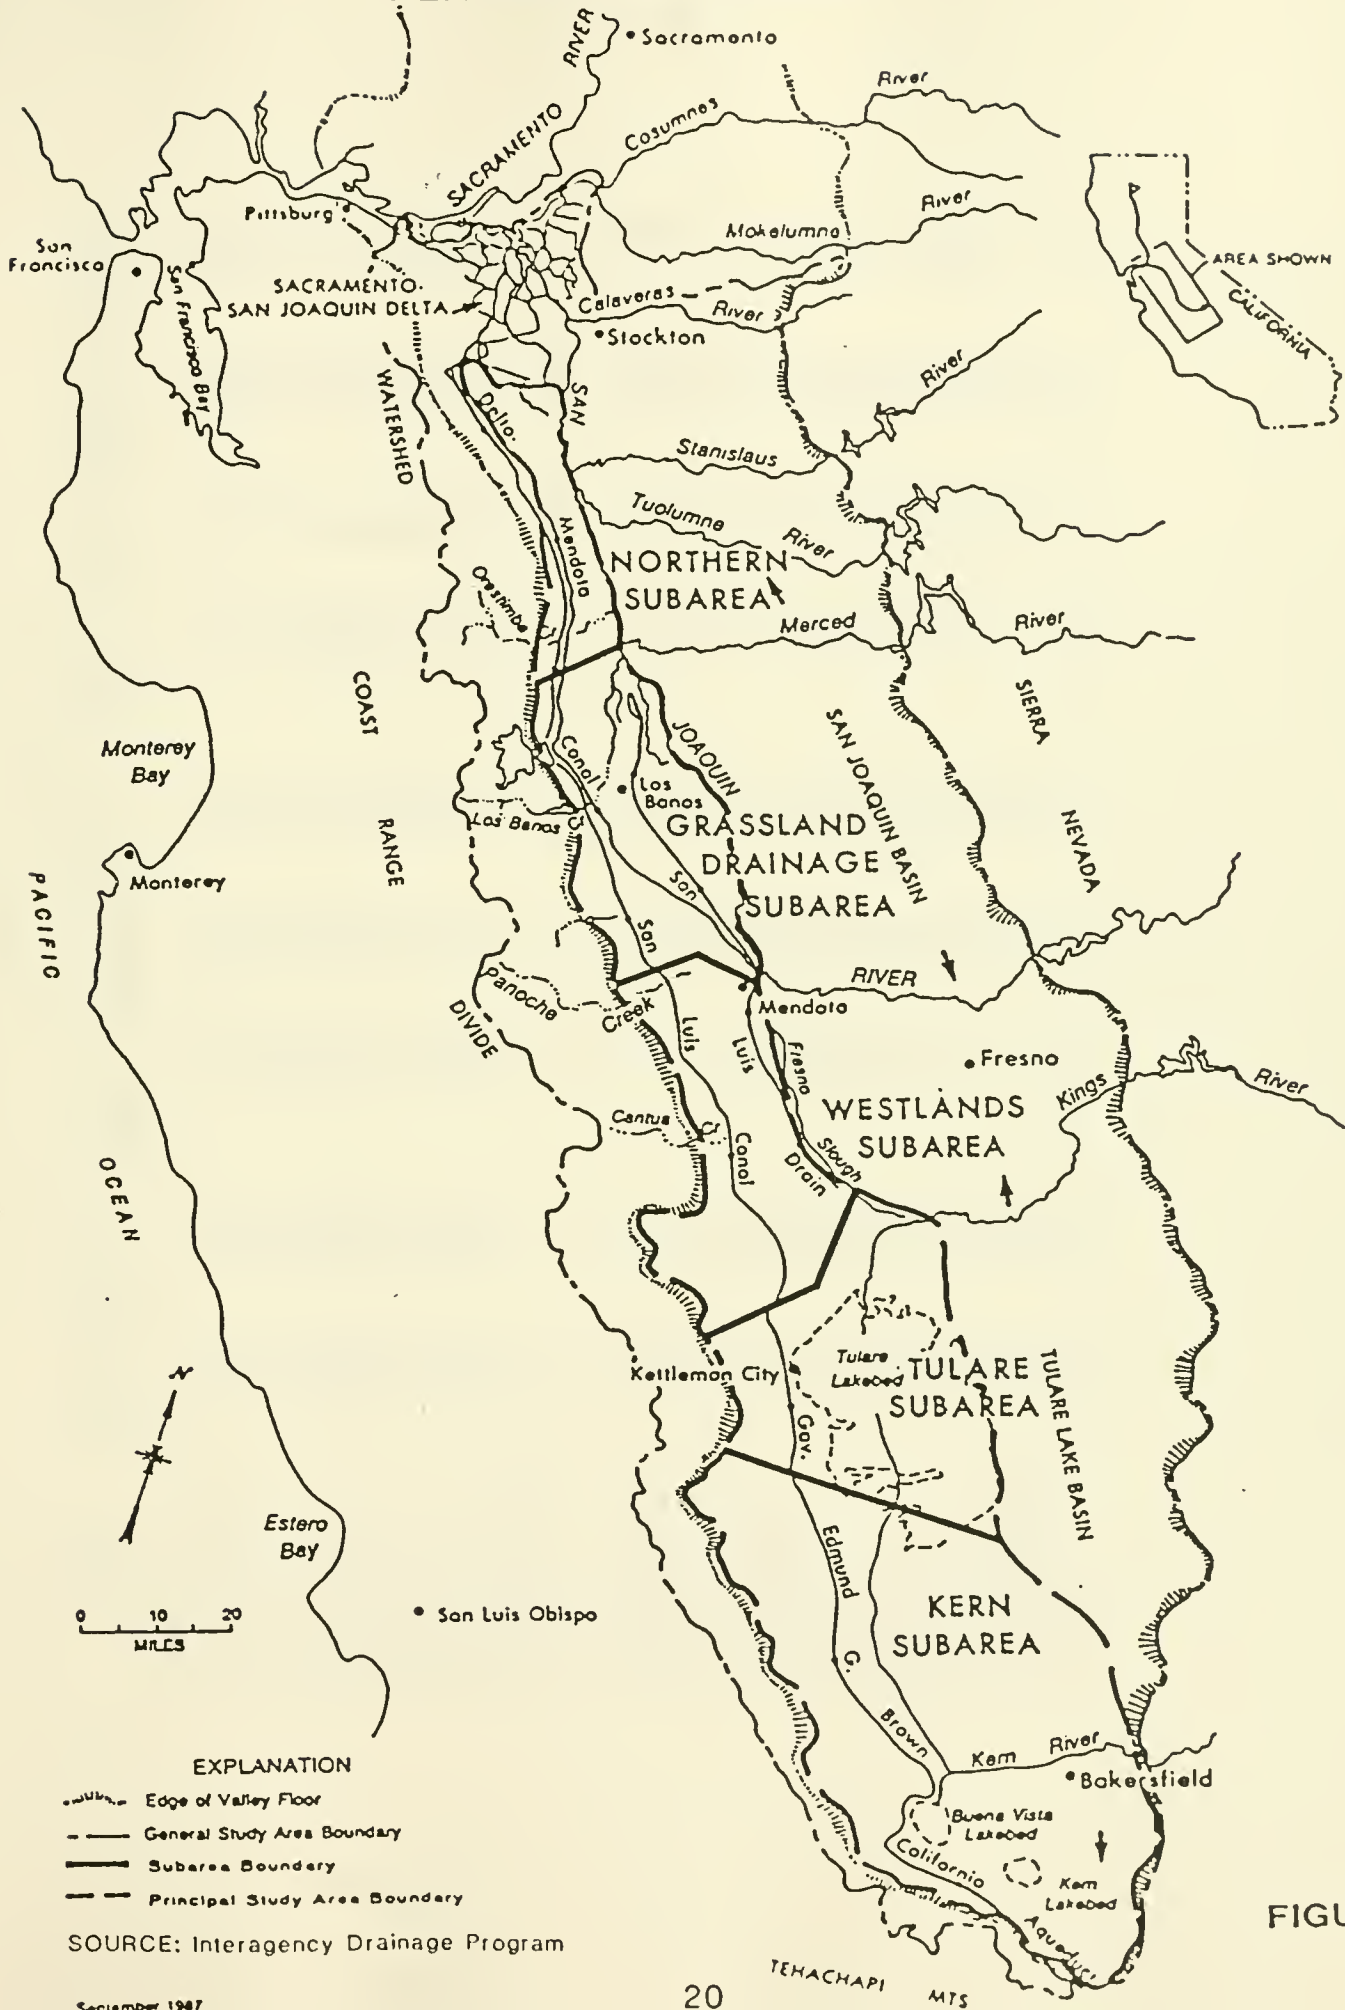 Sacramento
RIVER
SACRAMENTO
River
Cosumnes
River
Mokelumne
Pittsburg
San
Francisco
San Francisco Bay
SACRAMENTO-
SAN JOAQUIN DELTA
Calaveras
River
Stockton
AREA SHOWN
CALIFORNIA
WATERSHED
Delta
SAN
River
Stanislaus
Tuolumne
River
Mendota
NORTHERN
SUBAREA
Orestimba
Cr
Merced
River
COAST
SIERRA
SAN JOAQUIN BASIN
JOAQUIN
Monterey
Bay
Canal
Los
Banos
Los Banos
Cr
GRASSLAND
DRAINAGE
SUBAREA
RANGE
NEVADA
Monterey
San
San
PACIFIC
RIVER
Panoche
Creek
Mendota
DIVIDE
Luis
Luis
Fresno
Fresno
Kings
River
WESTLANDS
SUBAREA
Cantua
Cr
Canal
Slough
Drain
OCEAN
Kettleman City
Tulare
Lakebed
TULARE
SUBAREA
TULARE LAKE BASIN
N
Gov.
Estero
Bay
Edmund
KERN
SUBAREA
0 10 20
MILES
San Luis Obispo
G.
Brown
Kern River
Bakersfield
EXPLANATION
Edge of Valley Floor
General Study Area Boundary
Subarea Boundary
Principal Study Area Boundary
Buena Vista
Lakebed
California
Kern
Lakebed
Aqueduct
FIGU
SOURCE: Interagency Drainage Program
TEHACHAPI MTS
September 1987
20